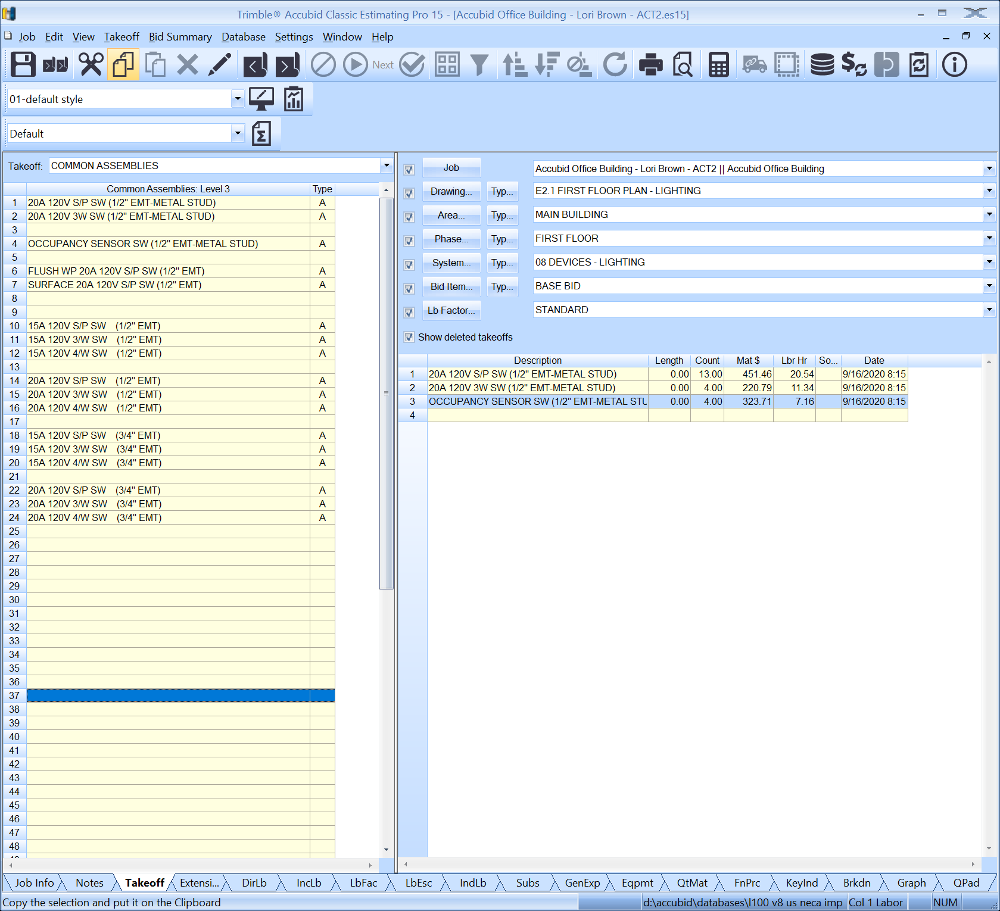 Trimble® Accubid Classic Estimating Pro 15 - [Accubid Office Building - Lori Brown - ACT2.es15]
Job Edit View Takeoff Bid Summary Database Settings Window Help
Next
01-default style
Default
Takeoff: COMMON ASSEMBLIES
Common Assemblies: Level 3 Type
1 20A 120V S/P SW (1/2" EMT-METAL STUD) A
2 20A 120V 3W SW (1/2" EMT-METAL STUD) A
3
4 OCCUPANCY SENSOR SW (1/2" EMT-METAL STUD) A
5
6 FLUSH WP 20A 120V S/P SW (1/2" EMT) A
7 SURFACE 20A 120V S/P SW (1/2" EMT) A
8
9
10 15A 120V S/P SW (1/2" EMT) A
11 15A 120V 3/W SW (1/2" EMT) A
12 15A 120V 4/W SW (1/2" EMT) A
13
14 20A 120V S/P SW (1/2" EMT) A
15 20A 120V 3/W SW (1/2" EMT) A
16 20A 120V 4/W SW (1/2" EMT) A
17
18 15A 120V S/P SW (3/4" EMT) A
19 15A 120V 3/W SW (3/4" EMT) A
20 15A 120V 4/W SW (3/4" EMT) A
21
22 20A 120V S/P SW (3/4" EMT) A
23 20A 120V 3/W SW (3/4" EMT) A
24 20A 120V 4/W SW (3/4" EMT) A
25
26
27
28
29
30
31
32
33
34
35
36
37
38
39
40
41
42
43
44
45
46
47
48
Job Accubid Office Building - Lori Brown - ACT2 || Accubid Office Building
Drawing... Typ... E2.1 FIRST FLOOR PLAN - LIGHTING
Area... Typ... MAIN BUILDING
Phase... Typ... FIRST FLOOR
System... Typ... 08 DEVICES - LIGHTING
Bid Item... Typ... BASE BID
Lb Factor... STANDARD
Show deleted takeoffs
Description Length Count Mat $ Lbr Hr So... Date
1 20A 120V S/P SW (1/2" EMT-METAL STUD) 0.00 13.00 451.46 20.54 9/16/2020 8:15
2 20A 120V 3W SW (1/2" EMT-METAL STUD) 0.00 4.00 220.79 11.34 9/16/2020 8:15
3 OCCUPANCY SENSOR SW (1/2" EMT-METAL STU 0.00 4.00 323.71 7.16 9/16/2020 8:15
4
Job Info Notes Takeoff Extensi... DirLb IncLb LbFac LbEsc IndLb Subs GenExp Eqpmt QtMat FnPrc KeyInd Brkdn Graph QPad
Copy the selection and put it on the Clipboard d:\accubid\databases\l100 v8 us neca imp Col 1 Labor NUM